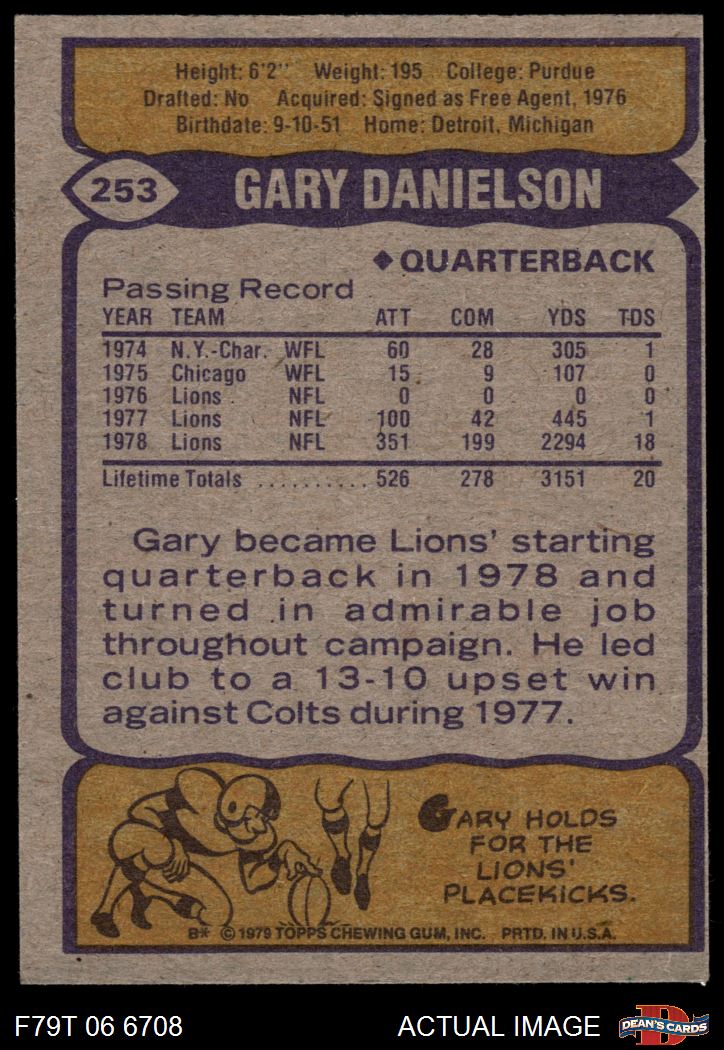 Height: 6'2" Weight: 195 College: Purdue
Drafted: No Acquired: Signed as Free Agent, 1976
Birthdate: 9-10-51 Home: Detroit, Michigan
253 GARY DANIELSON
◆QUARTERBACK
Passing Record
YEAR TEAM ATT COM YDS TDS
1974 N.Y.-Char. WFL 60 28 305 1
1975 Chicago WFL 15 9 107 0
1976 Lions NFL 0 0 0 0
1977 Lions NFL 100 42 445 1
1978 Lions NFL 351 199 2294 18
Lifetime Totals .......... 526 278 3151 20
Gary became Lions' starting
quarterback in 1978 and
turned in admirable job
throughout campaign. He led
club to a 13-10 upset win
against Colts during 1977.
GARY HOLDS
FOR THE
LIONS'
PLACEKICKS.
B* © 1979 TOPPS CHEWING GUM, INC. PRTD. IN U.S.A.
F79T 06 6708 ACTUAL IMAGE D DEAN'S CARDS